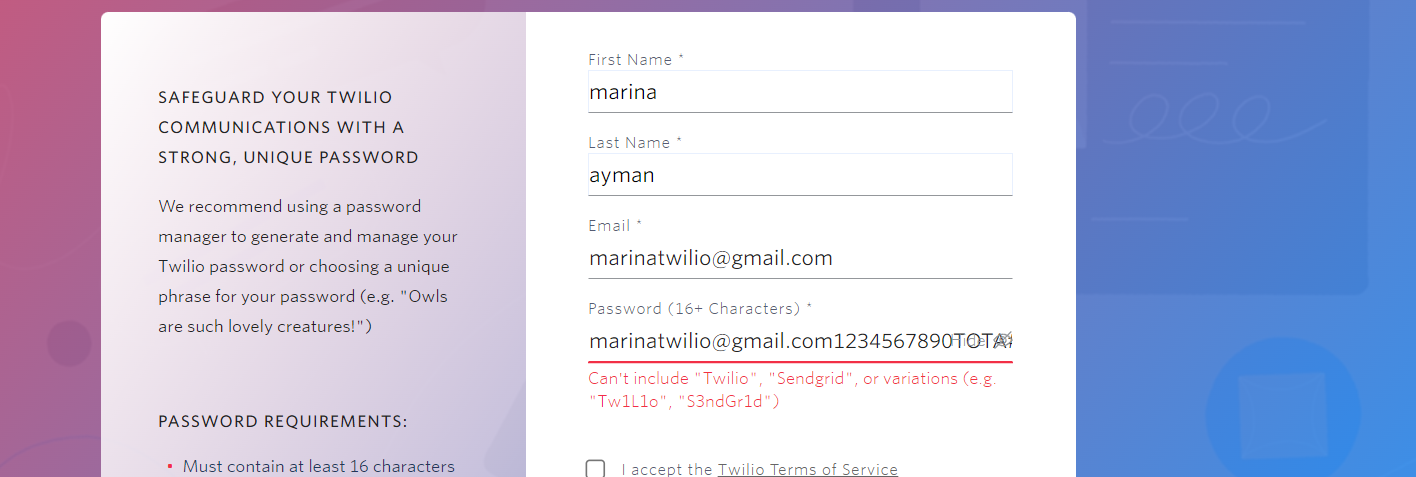 SAFEGUARD YOUR TWILIO
COMMUNICATIONS WITH A
STRONG, UNIQUE PASSWORD
We recommend using a password
manager to generate and manage your
Twilio password or choosing a unique
phrase for your password (e.g. "Owls
are such lovely creatures!")
PASSWORD REQUIREMENTS:
Must contain at least 16 characters
First Name *
marina
Last Name *
ayman
Email *
marinatwilio@gmail.com
Password (16+ Characters) *
marinatwilio@gmail.com1234567890TOTA
Hide
Can't include "Twilio", "Sendgrid", or variations (e.g.
"Tw1L1o", "S3ndGr1d")
I accept the Twilio Terms of Service